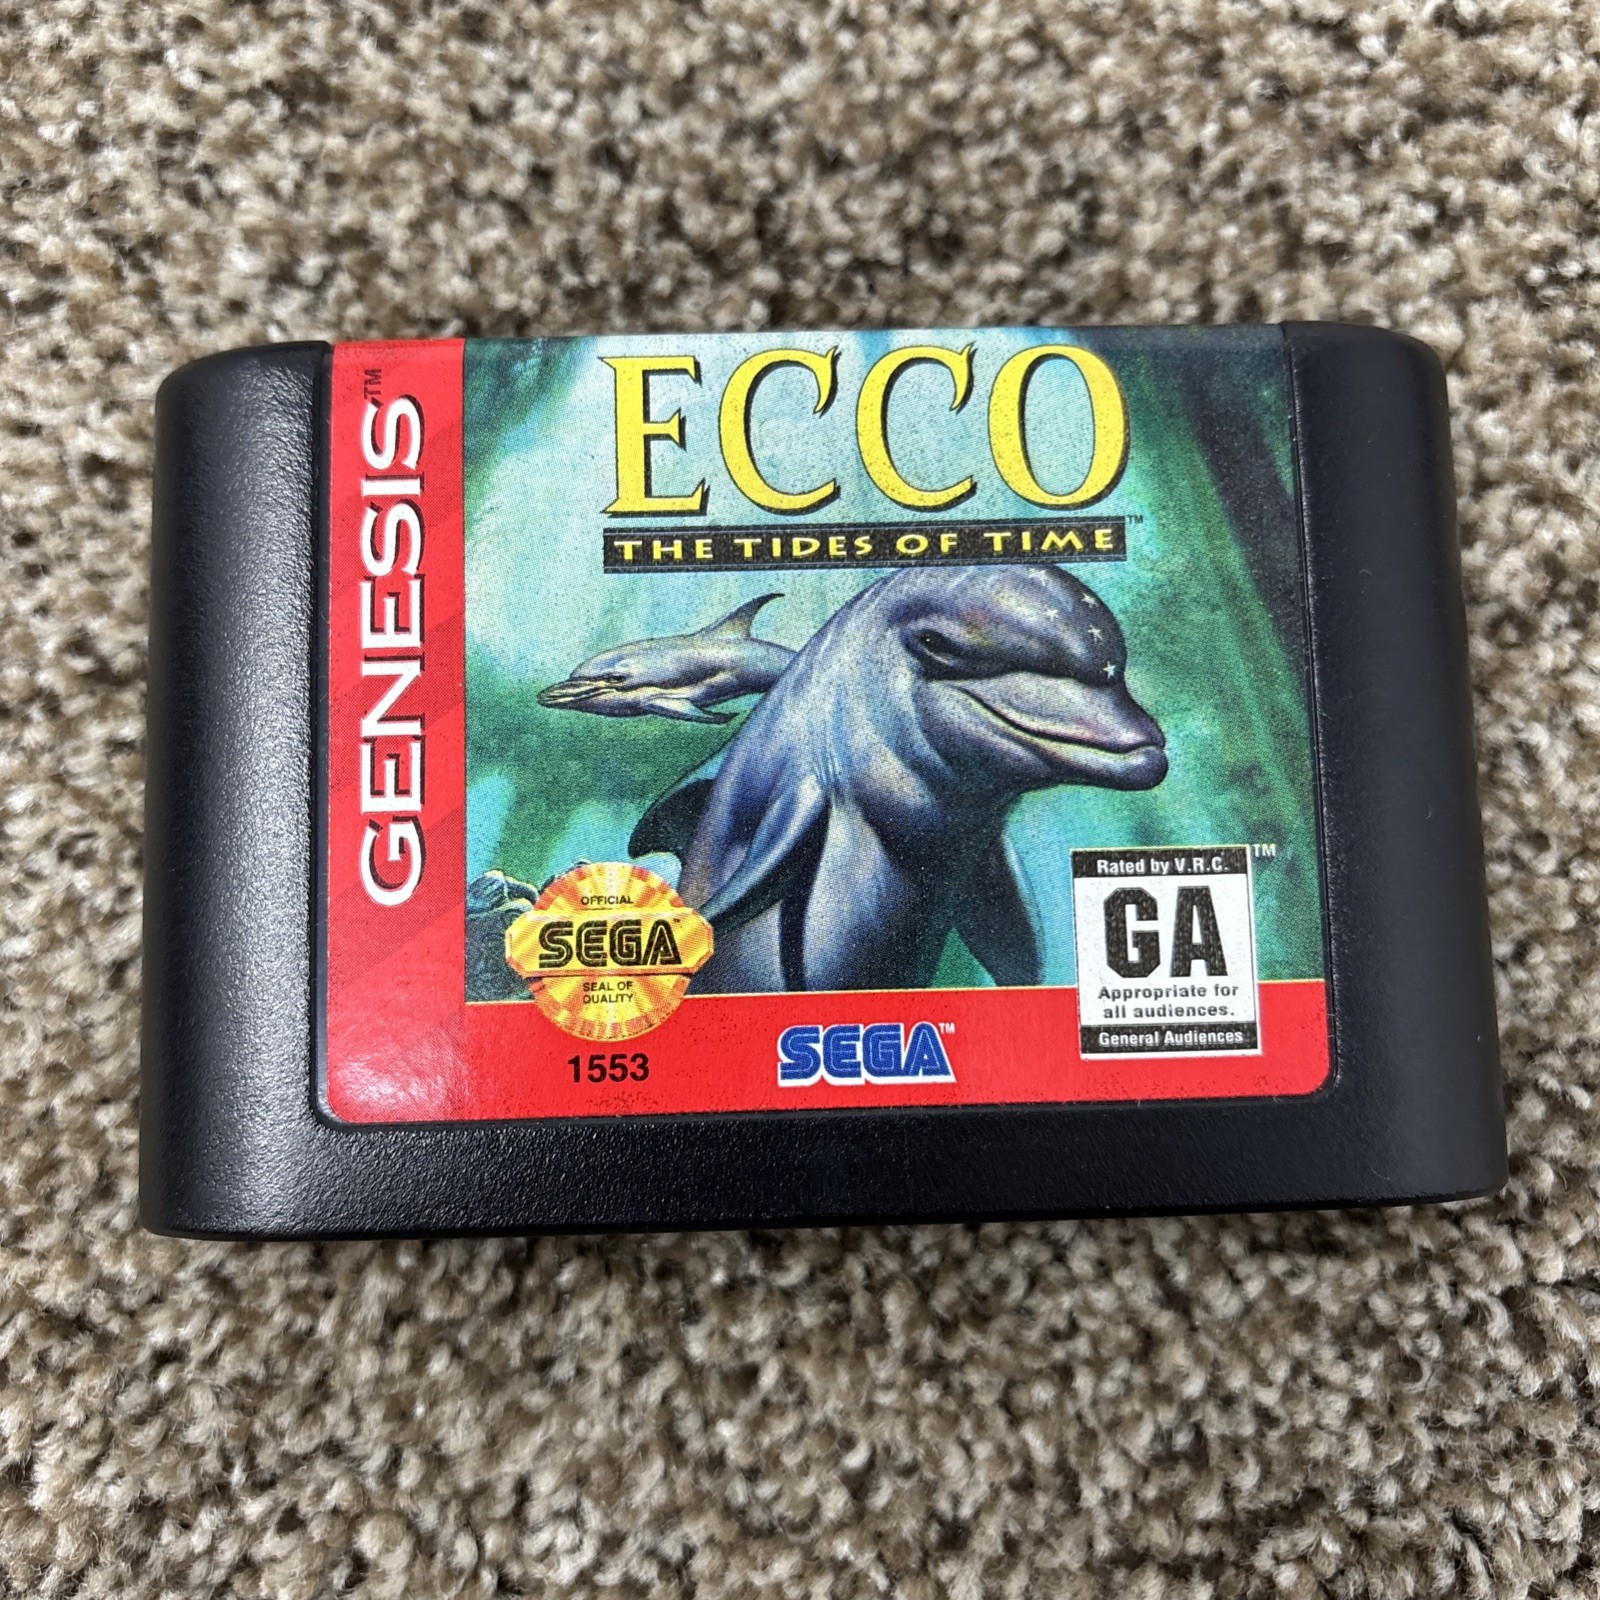 GENESIS™
ECCO
THE TIDES OF TIME™
OFFICIAL
SEGA™
SEAL OF
QUALITY
1553
SEGA™
Rated by V.R.C.
GA
Appropriate for
all audiences.
General Audiences
TM